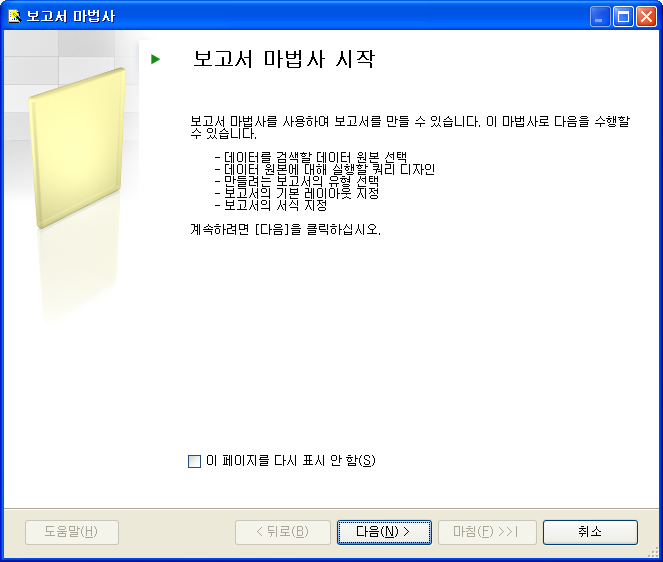 보고서 마법사
보고서 마법사 시작
보고서 마법사를 사용하여 보고서를 만들 수 있습니다. 이 마법사로 다음을 수행할
수 있습니다.
- 데이터를 검색할 데이터 원본 선택
- 데이터 원본에 대해 실행할 쿼리 디자인
- 만들려는 보고서의 유형 선택
- 보고서의 기본 레이아웃 지정
- 보고서의 서식 지정
계속하려면 [다음]을 클릭하십시오.
이 페이지를 다시 표시 안 함(S)
도움말(H) < 뒤로(B) 다음(N) > 마침(F) >>| 취소